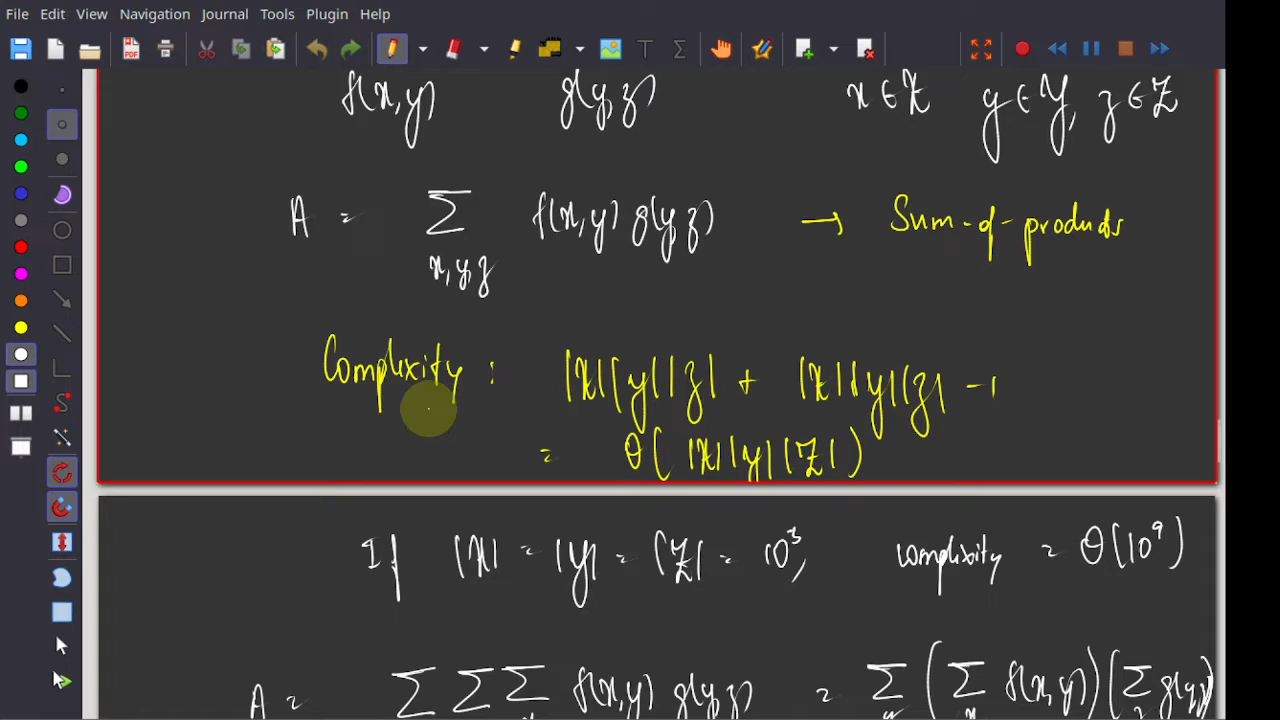 File Edit View Navigation Journal Tools Plugin Help
f(x,y) g(y,z) x ∈ 𝒳 y ∈ 𝒴, z ∈ 𝒵
A = ∑ f(x,y) g(y,z) → Sum-of-products
x,y,z
Complexity : |𝒳||𝒴||𝒵| + |𝒳||𝒴||𝒵| -1
= θ( |𝒳||𝒴||𝒵| )
If |𝒳| = |𝒴| = |𝒵| = 10³, complexity = θ(10⁹)
A = ∑ ∑ ∑ f(x,y) g(y,z) = ∑ ( ∑ f(x,y) ) ( ∑ g(y,z)